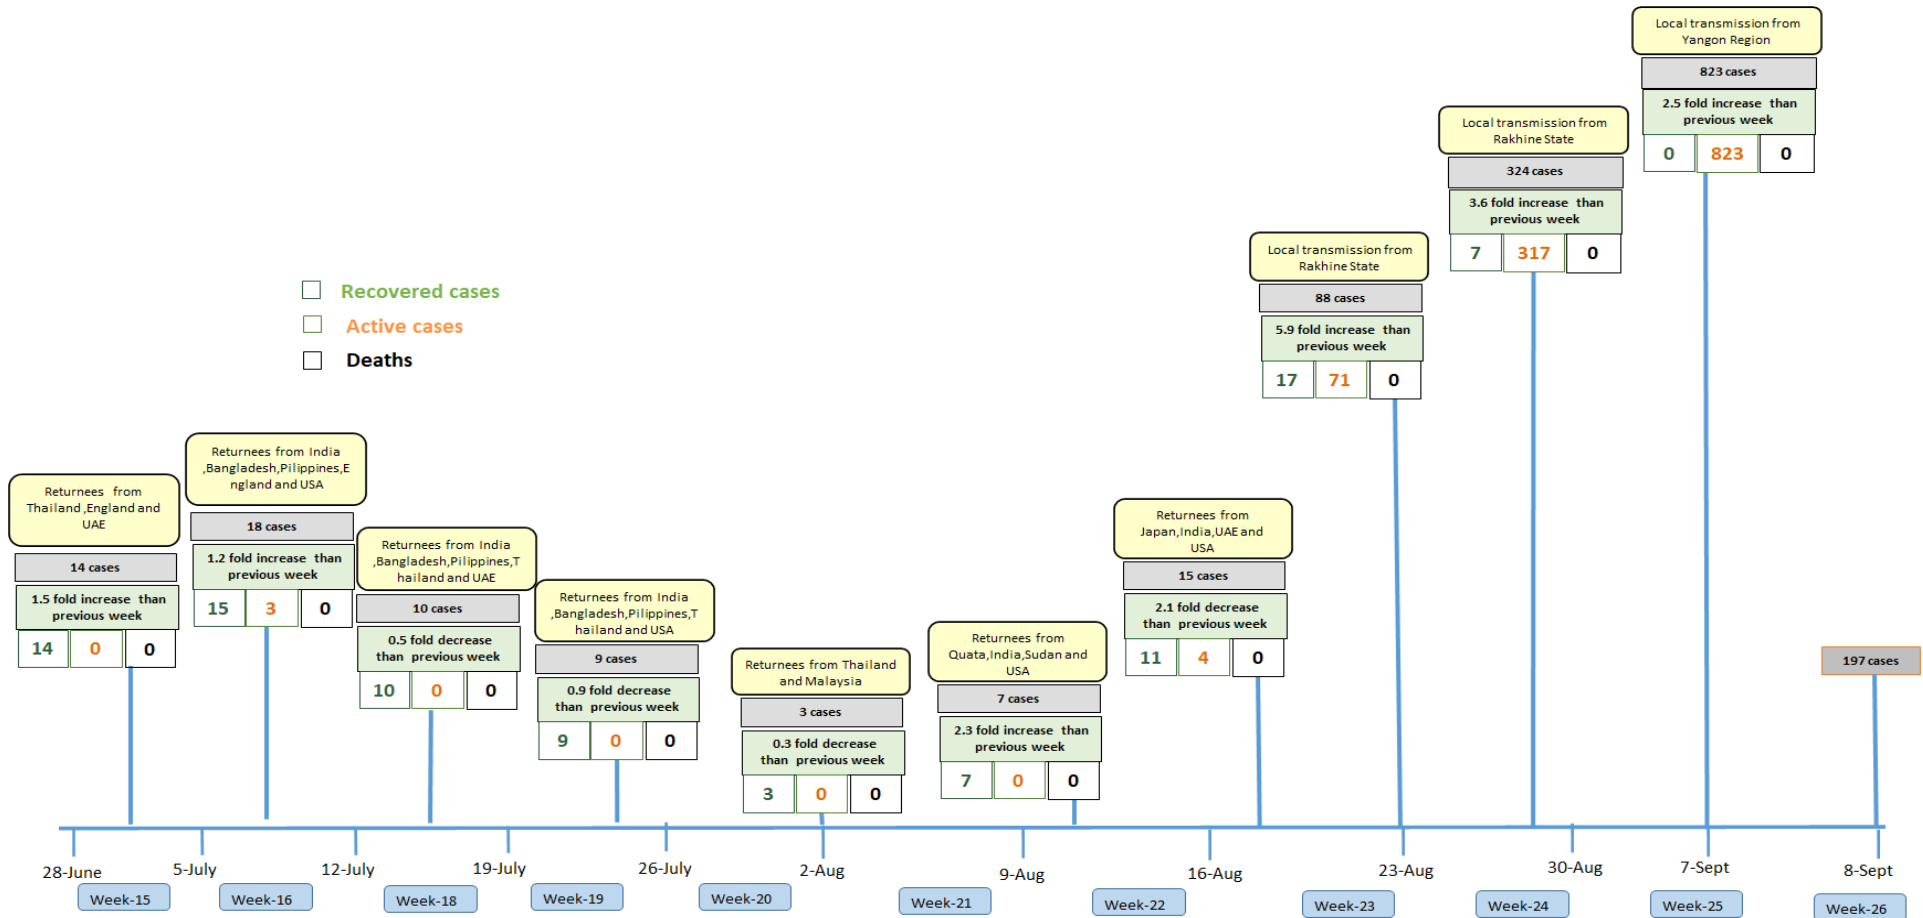 Recovered cases
Active cases
Deaths
Returnees from
Thailand ,England and
UAE
14 cases
1.5 fold increase than
previous week
14 0 0
Returnees from India
,Bangladesh,Pilippines,E
ngland and USA
18 cases
1.2 fold increase than
previous week
15 3 0
Returnees from India
,Bangladesh,Pilippines,T
hailand and UAE
10 cases
0.5 fold decrease
than previous week
10 0 0
Returnees from India
,Bangladesh,Pilippines,T
hailand and USA
9 cases
0.9 fold decrease
than previous week
9 0 0
Returnees from Thailand
and Malaysia
3 cases
0.3 fold decrease
than previous week
3 0 0
Returnees from
Quata,India,Sudan and
USA
7 cases
2.3 fold increase than
previous week
7 0 0
Returnees from
Japan,India,UAE and
USA
15 cases
2.1 fold decrease
than previous week
11 4 0
Local transmission from
Rakhine State
88 cases
5.9 fold increase than
previous week
17 71 0
Local transmission from
Rakhine State
324 cases
3.6 fold increase than
previous week
7 317 0
Local transmission from
Yangon Region
823 cases
2.5 fold increase than
previous week
0 823 0
197 cases
28-June 5-July 12-July 19-July 26-July 2-Aug 9-Aug 16-Aug 23-Aug 30-Aug 7-Sept 8-Sept
Week-15 Week-16 Week-18 Week-19 Week-20 Week-21 Week-22 Week-23 Week-24 Week-25 Week-26